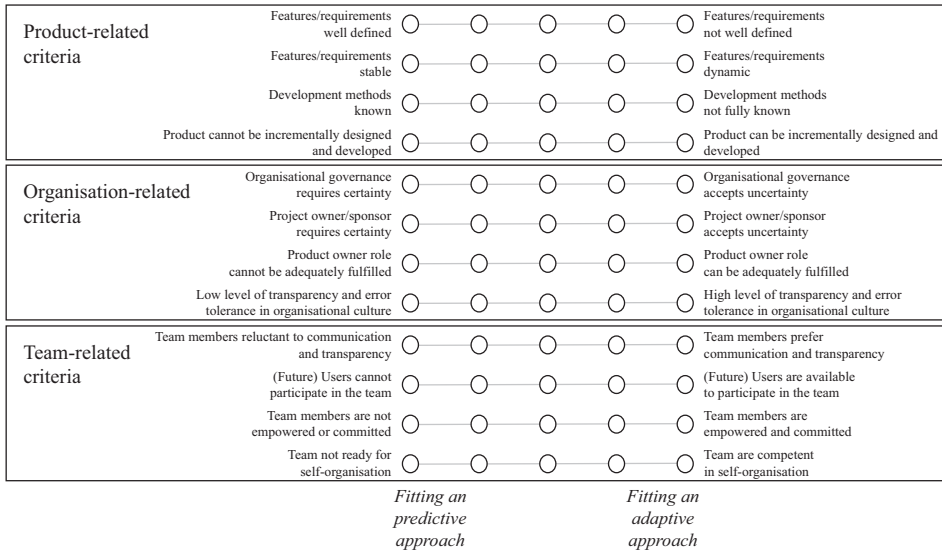 Product-related
criteria
Features/requirements
well defined
Features/requirements
not well defined
Features/requirements
stable
Features/requirements
dynamic
Development methods
known
Development methods
not fully known
Product cannot be incrementally designed
and developed
Product can be incrementally designed and
developed
Organisation-related
criteria
Organisational governance
requires certainty
Organisational governance
accepts uncertainty
Project owner/sponsor
requires certainty
Project owner/sponsor
accepts uncertainty
Product owner role
cannot be adequately fulfilled
Product owner role
can be adequately fulfilled
Low level of transparency and error
tolerance in organisational culture
High level of transparency and error
tolerance in organisational culture
Team-related
criteria
Team members reluctant to communication
and transparency
Team members prefer
communication and transparency
(Future) Users cannot
participate in the team
(Future) Users are available
to participate in the team
Team members are not
empowered or committed
Team members are
empowered and committed
Team not ready for
self-organisation
Team are competent
in self-organisation
Fitting an
predictive
approach
Fitting an
adaptive
approach